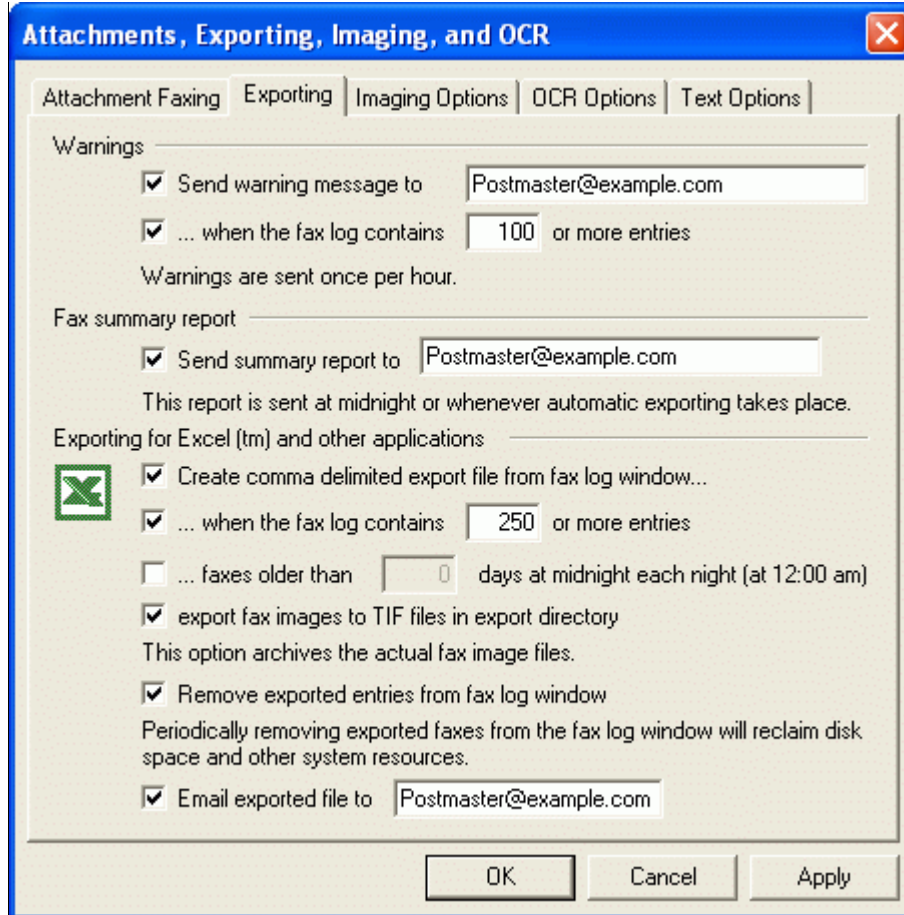 Attachments, Exporting, Imaging, and OCR
Attachment Faxing Exporting Imaging Options OCR Options Text Options
Warnings
Send warning message to Postmaster@example.com
... when the fax log contains 100 or more entries
Warnings are sent once per hour.
Fax summary report
Send summary report to Postmaster@example.com
This report is sent at midnight or whenever automatic exporting takes place.
Exporting for Excel (tm) and other applications
Create comma delimited export file from fax log window...
... when the fax log contains 250 or more entries
... faxes older than 0 days at midnight each night (at 12:00 am)
export fax images to TIF files in export directory
This option archives the actual fax image files.
Remove exported entries from fax log window
Periodically removing exported faxes from the fax log window will reclaim disk
space and other system resources.
Email exported file to Postmaster@example.com
OK Cancel Apply